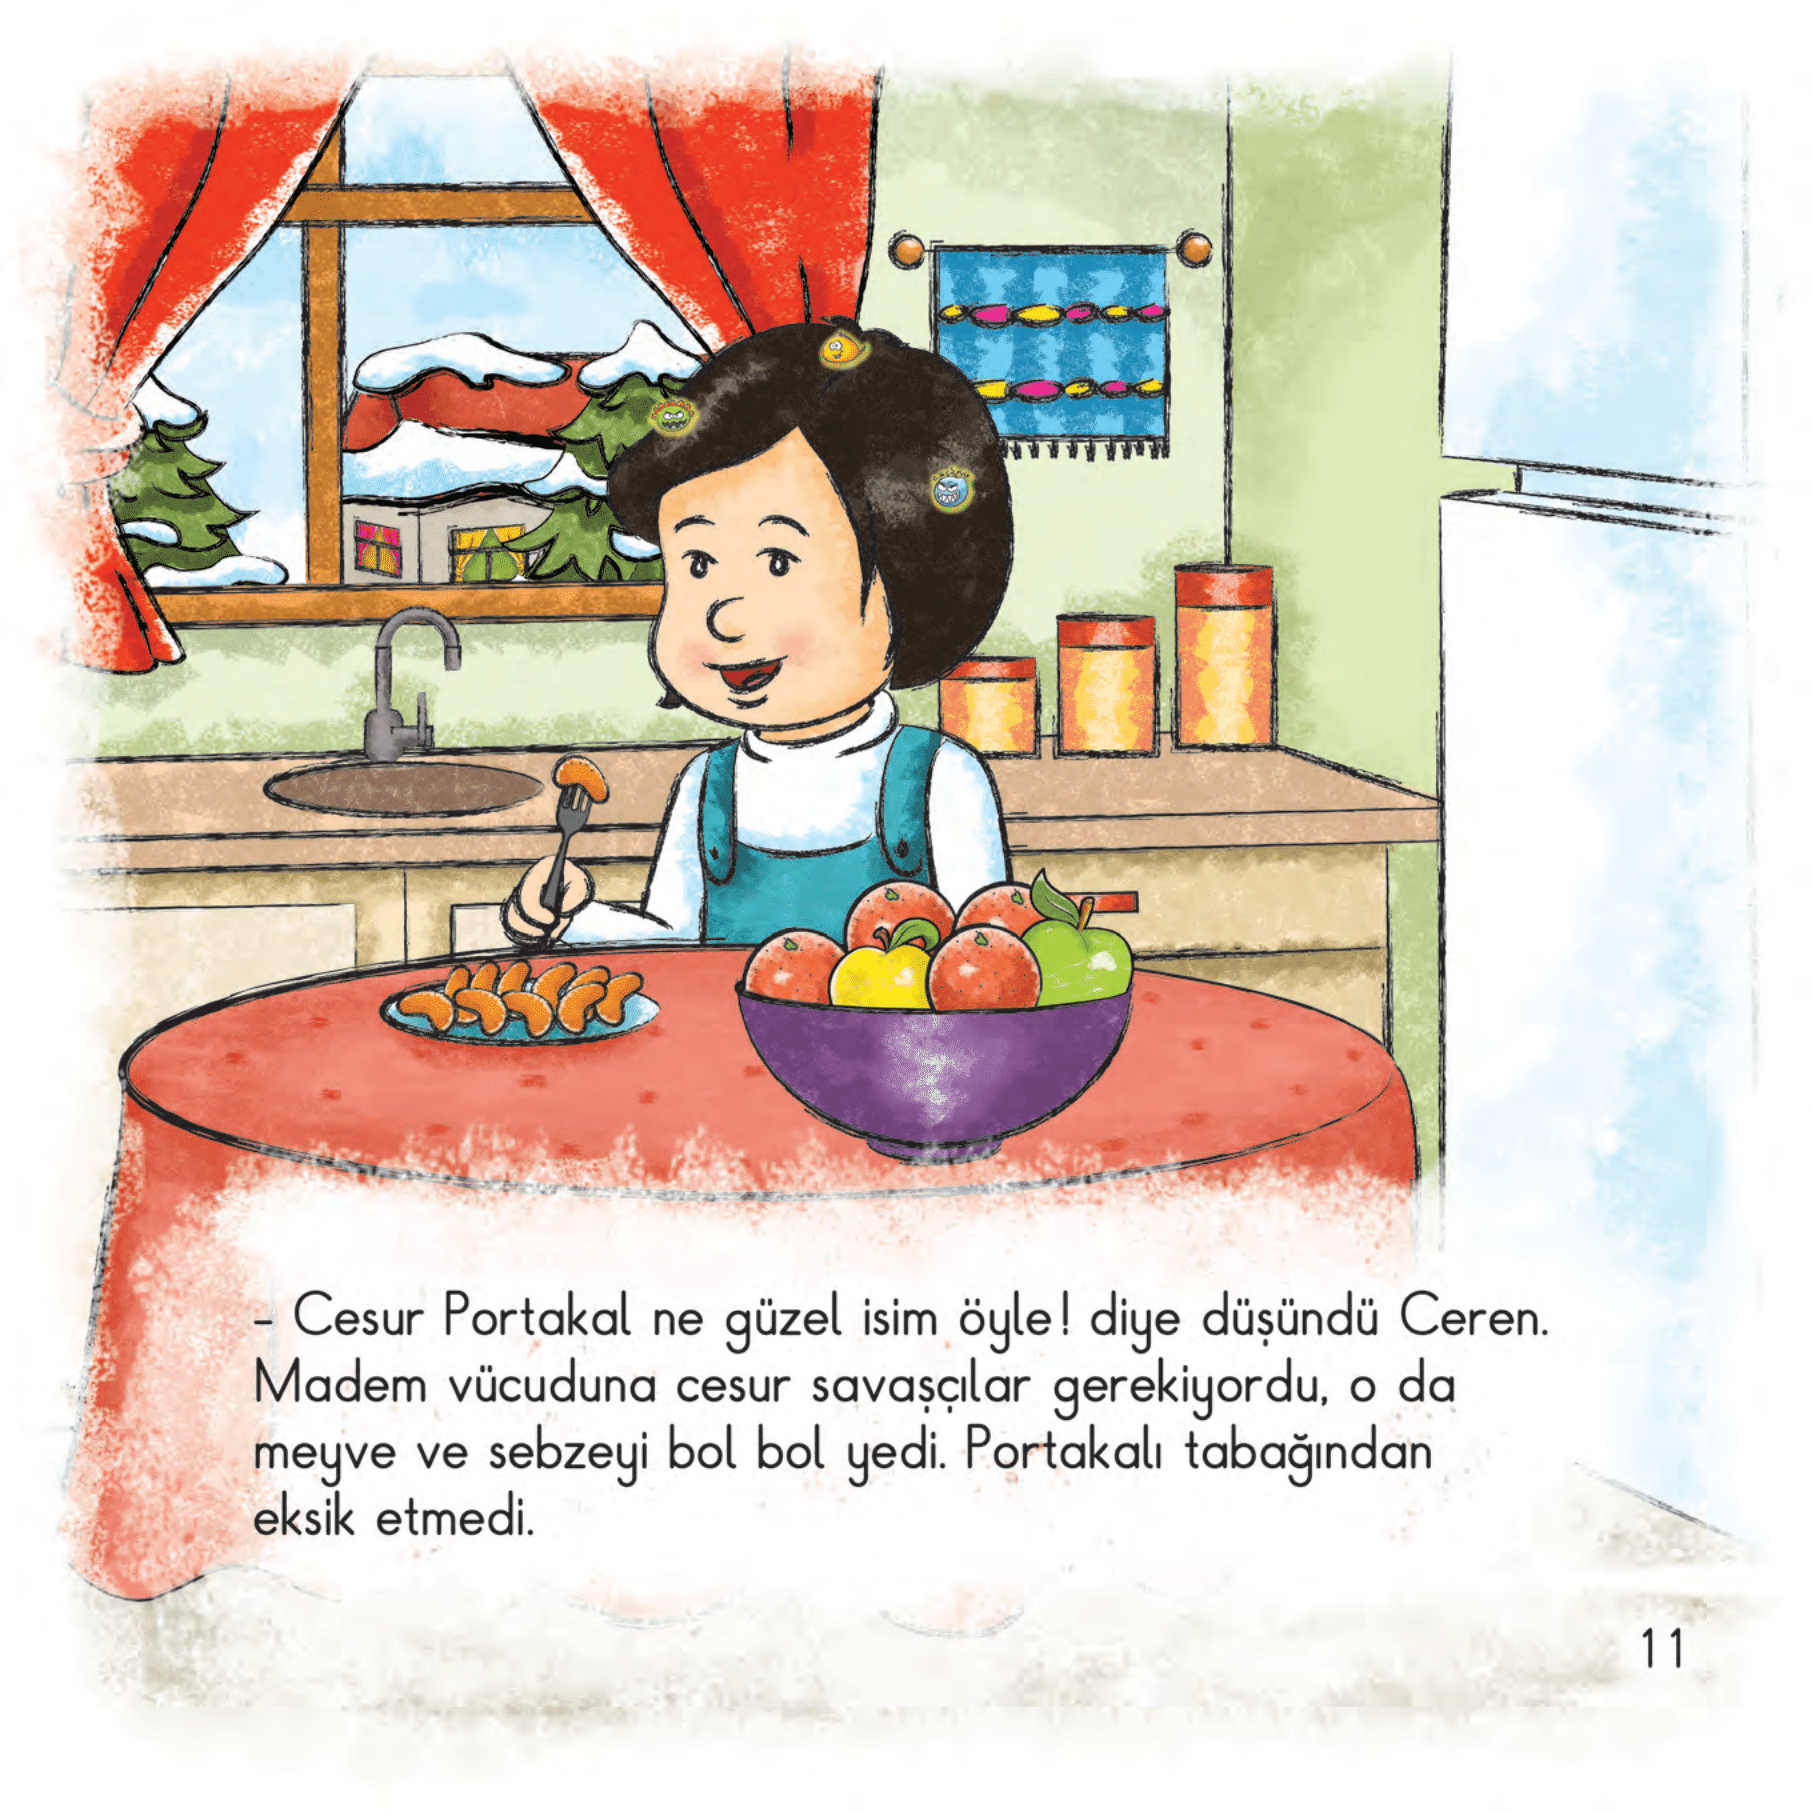 – Cesur Portakal ne güzel isim öyle! diye düşündü Ceren.
Madem vücuduna cesur savaşçılar gerekiyordu, o da
meyve ve sebzeyi bol bol yedi. Portakalı tabağından
eksik etmedi.
11